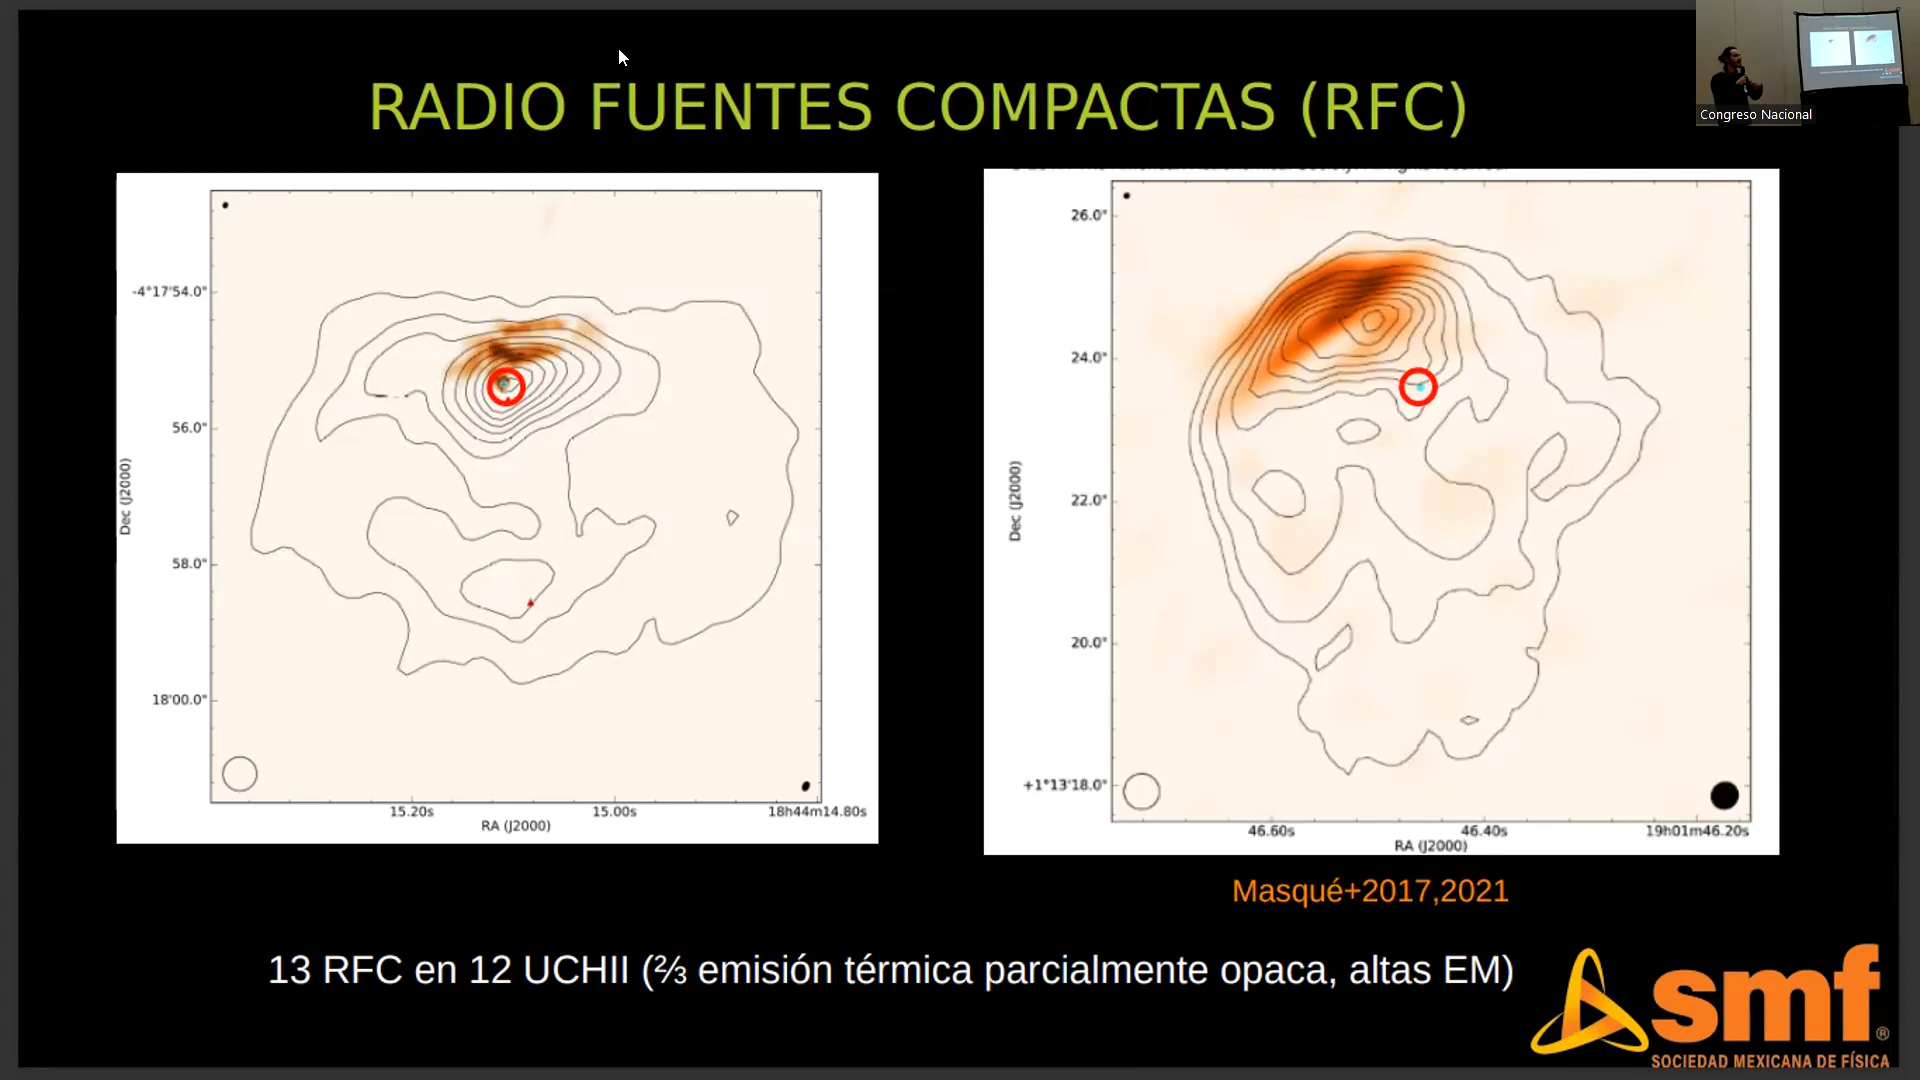 RADIO FUENTES COMPACTAS (RFC)
Congreso Nacional
-4°17'54.0"
56.0"
58.0"
18'00.0"
Dec (J2000)
15.20s
15.00s
18h44m14.80s
RA (J2000)
26.0"
24.0"
22.0"
20.0"
+1°13'18.0"
Dec (J2000)
46.60s
46.40s
19h01m46.20s
RA (J2000)
Masqué+2017,2021
13 RFC en 12 UCHII (⅔ emisión térmica parcialmente opaca, altas EM)
smf®
SOCIEDAD MEXICANA DE FÍSICA